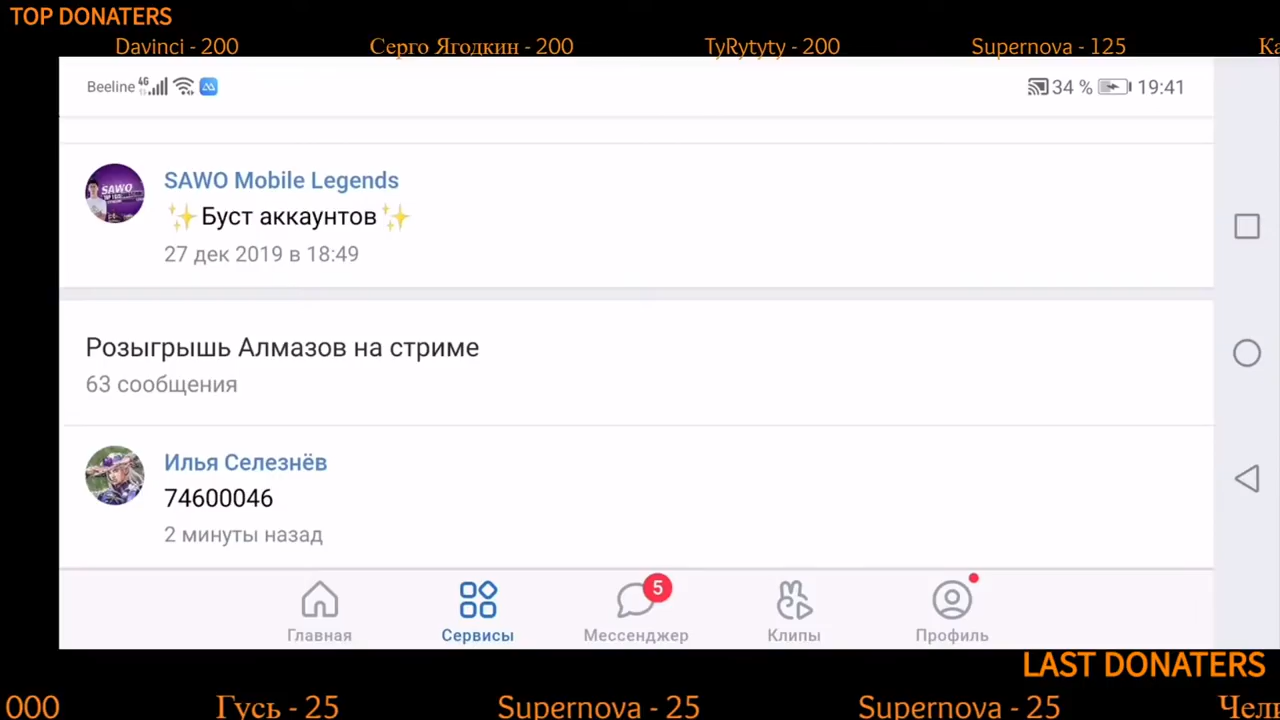 TOP DONATERS
Davinci - 200 Серго Ягодкин - 200 TyRytyty - 200 Supernova - 125
Beeline 4G 34 % 19:41
SAWO Mobile Legends
✨Буст аккаунтов✨
27 дек 2019 в 18:49
Розыгрышь Алмазов на стриме
63 сообщения
Илья Селезнёв
74600046
2 минуты назад
5
Главная Сервисы Мессенджер Клипы Профиль
LAST DONATERS
000 Гусь - 25 Supernova - 25 Supernova - 25